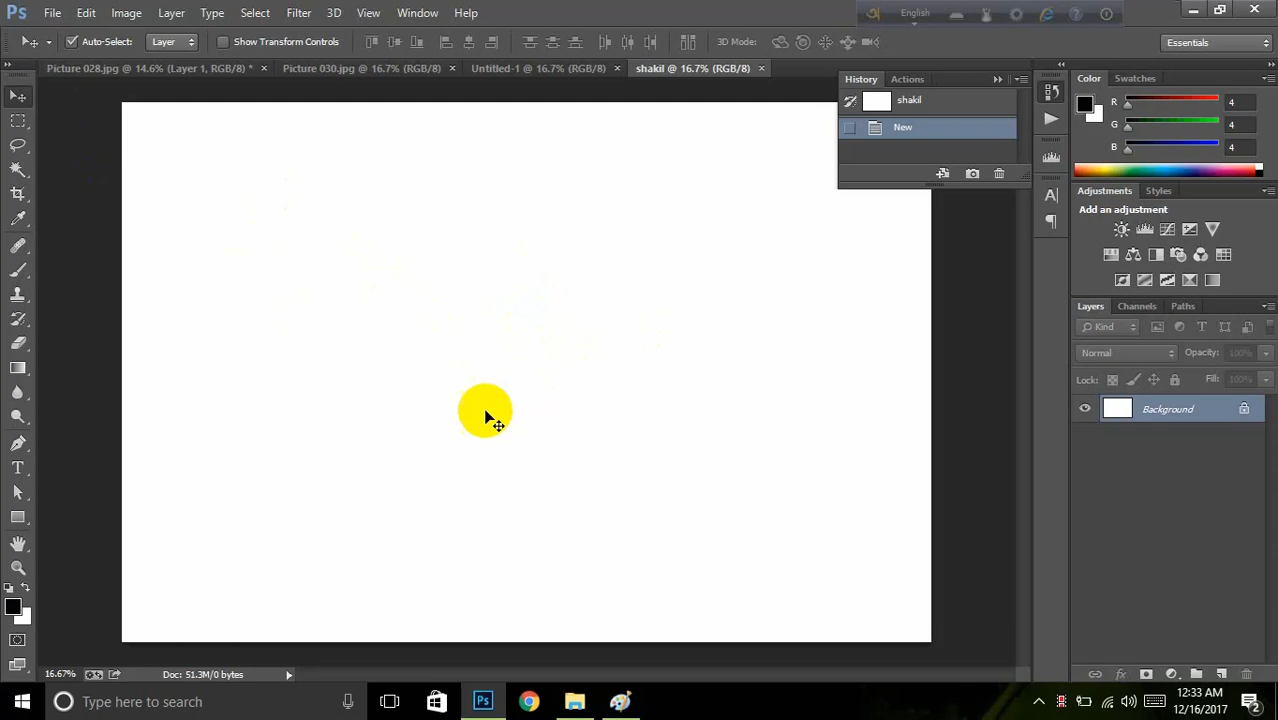 Ps File Edit Image Layer Type Select Filter 3D View Window Help
English
Auto-Select: Layer Show Transform Controls 3D Mode: Essentials
Picture 028.jpg @ 14.6% (Layer 1, RGB/8) * × Picture 030.jpg @ 16.7% (RGB/8) × Untitled-1 @ 16.7% (RGB/8) × shakil @ 16.7% (RGB/8) ×
History Actions
shakil
New
Color Swatches
R 4
G 4
B 4
Adjustments Styles
Add an adjustment
Layers Channels Paths
Kind
Normal Opacity: 100%
Lock: Fill: 100%
Background
16.67% Doc: 51.3M/0 bytes
Type here to search
Ps
12:33 AM
12/16/2017
2